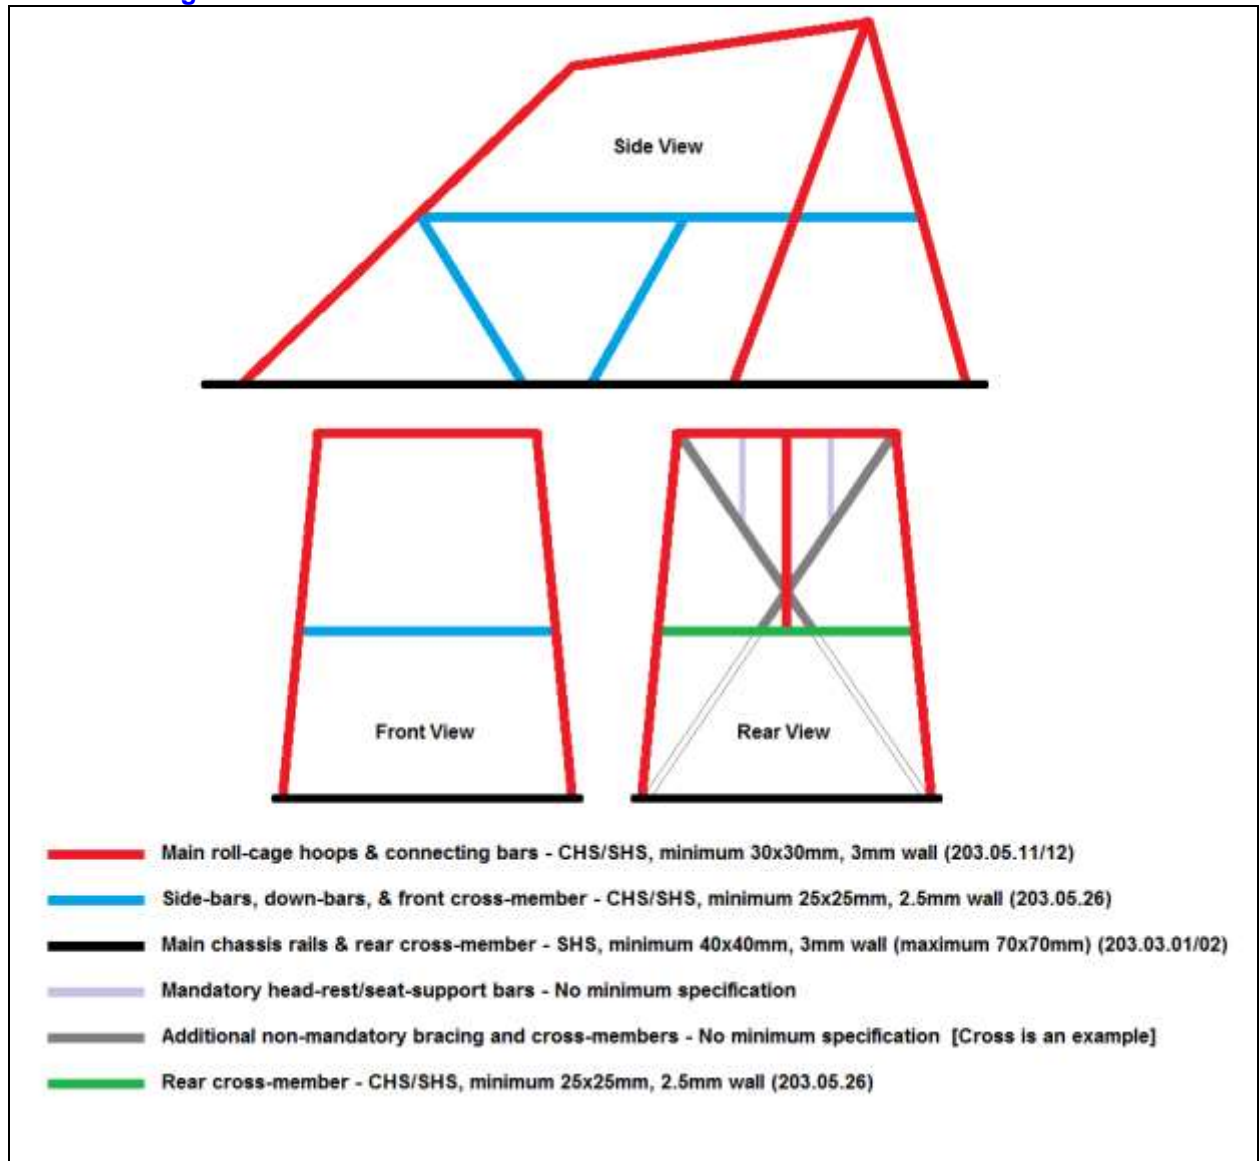 Side View
Front View
Rear View
Main roll-cage hoops & connecting bars - CHS/SHS, minimum 30x30mm, 3mm wall (203.05.11/12)
Side-bars, down-bars, & front cross-member - CHS/SHS, minimum 25x25mm, 2.5mm wall (203.05.26)
Main chassis rails & rear cross-member - SHS, minimum 40x40mm, 3mm wall (maximum 70x70mm) (203.03.01/02)
Mandatory head-rest/seat-support bars - No minimum specification
Additional non-mandatory bracing and cross-members - No minimum specification [Cross is an example]
Rear cross-member - CHS/SHS, minimum 25x25mm, 2.5mm wall (203.05.26)